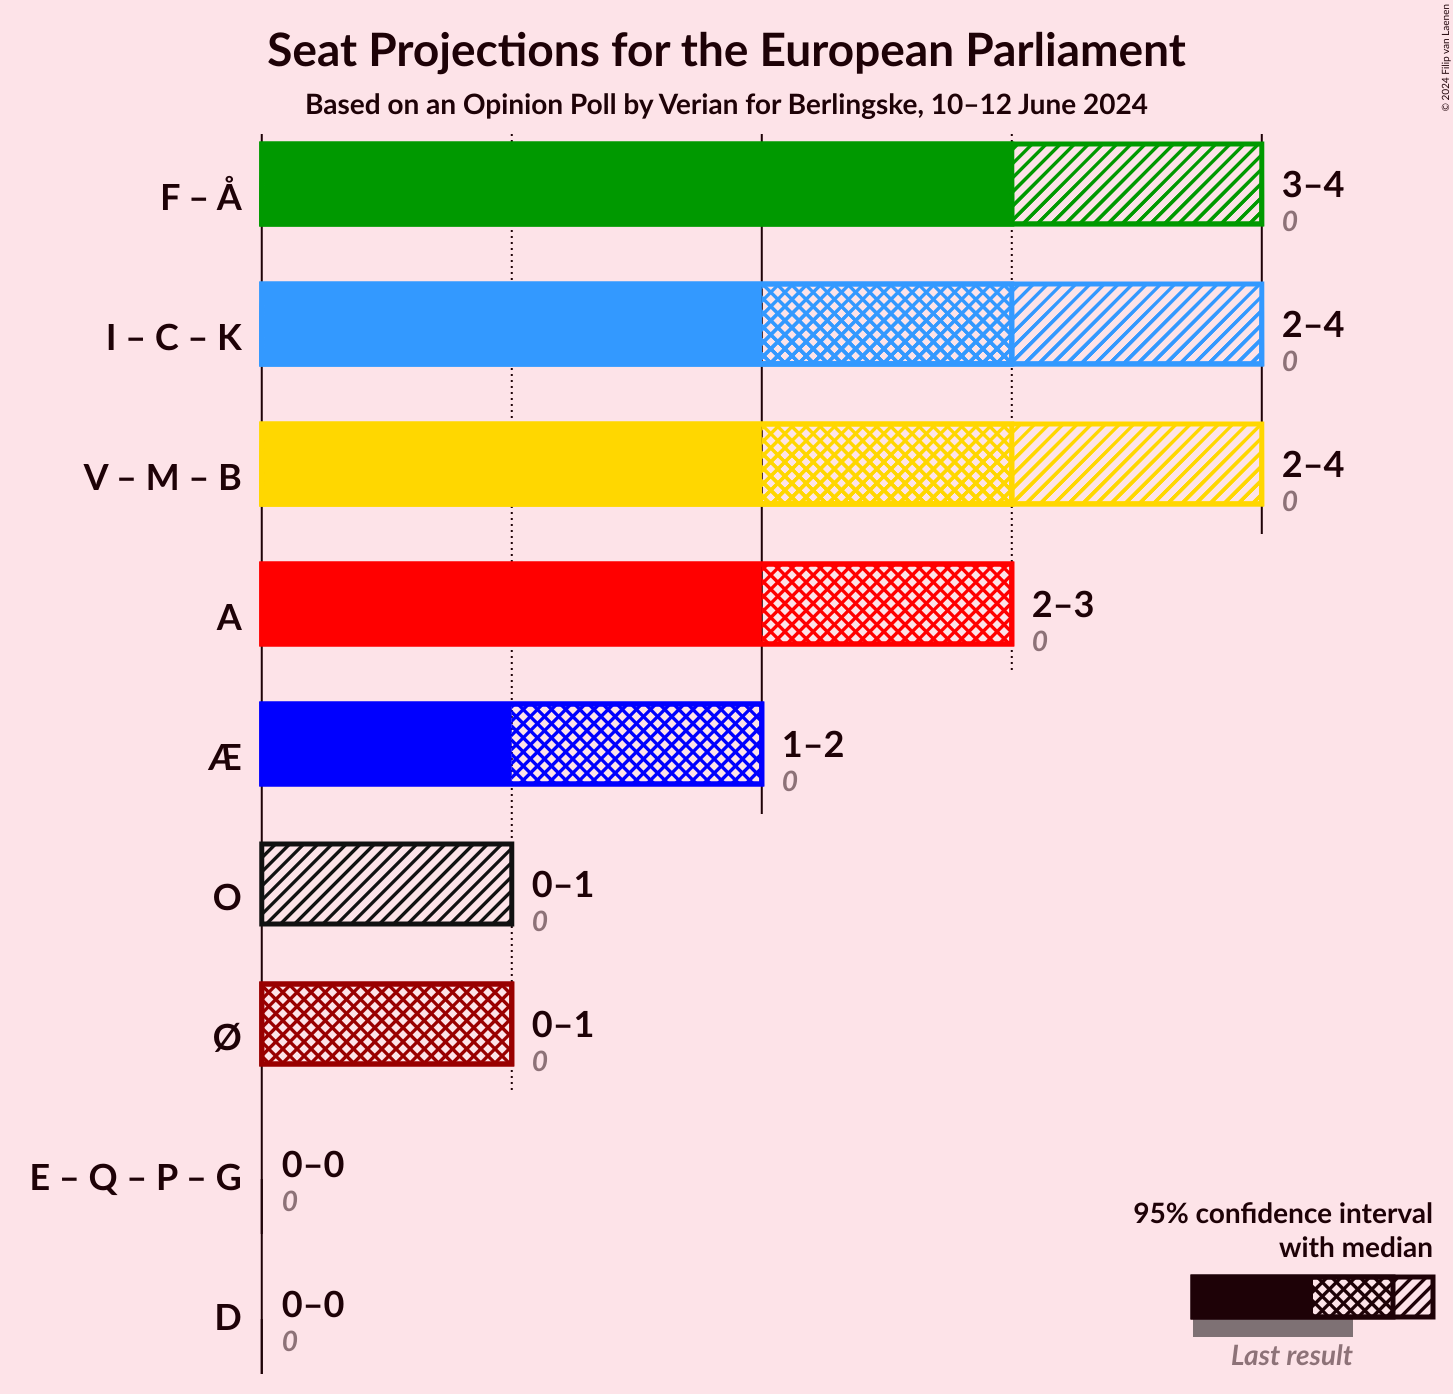 Seat Projections for the European Parliament
Based on an Opinion Poll by Verian for Berlingske, 10–12 June 2024
© 2024 Filip van Laenen
F – Å
3–4
0
I – C – K
2–4
0
V – M – B
2–4
0
A
2–3
0
Æ
1–2
0
O
0–1
0
Ø
0–1
0
E – Q – P – G
0–0
0
D
0–0
0
95% confidence interval
with median
Last result